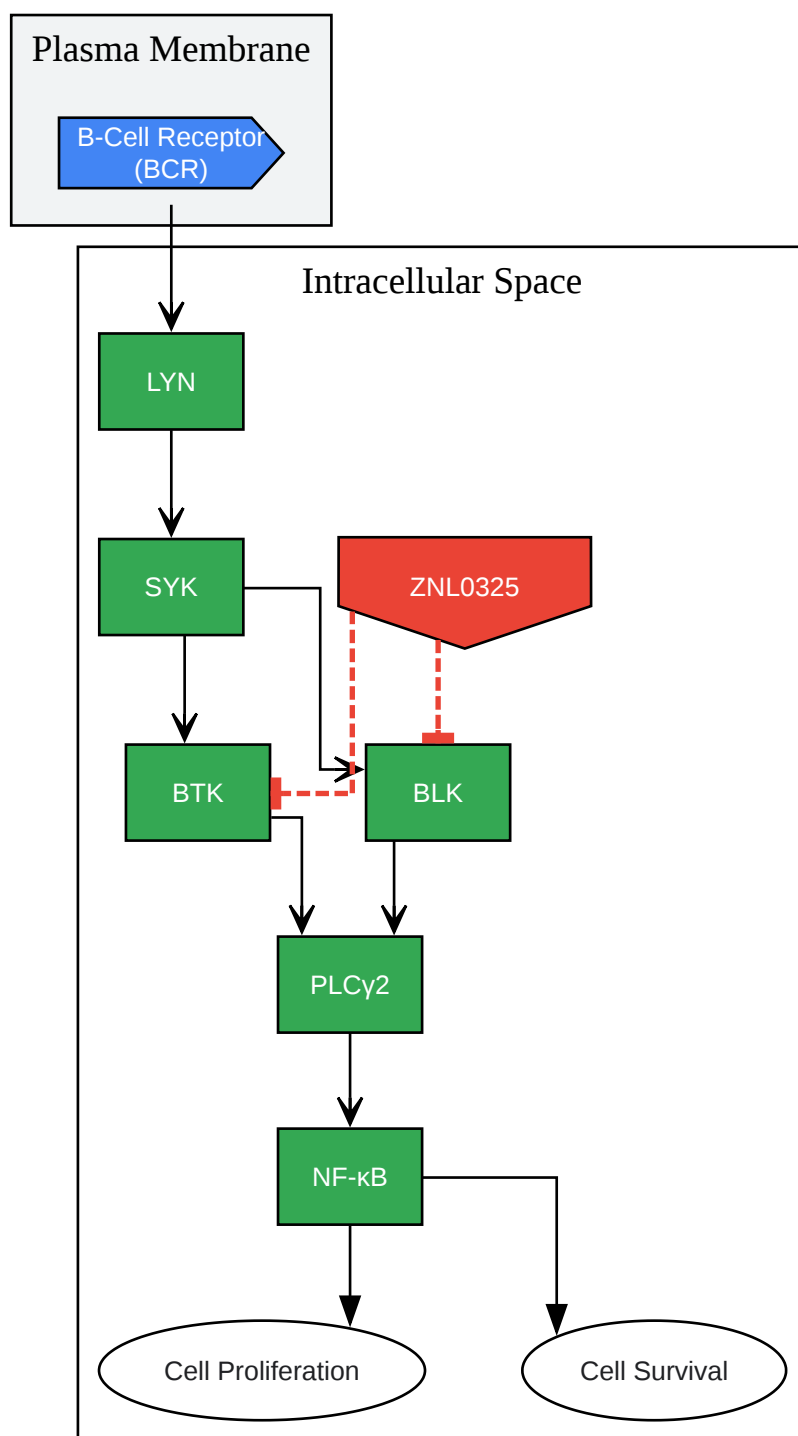 Plasma Membrane
B-Cell Receptor
(BCR)
Intracellular Space
LYN
SYK
ZNL0325
BTK
BLK
PLCγ2
NF-κB
Cell Proliferation
Cell Survival